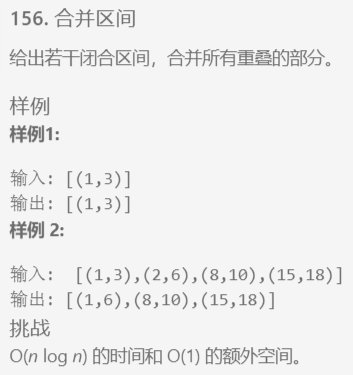 156. 合并区间
给出若干闭合区间，合并所有重叠的部分。
样例
样例1:
输入: [(1,3)]
输出: [(1,3)]
样例 2:
输入:  [(1,3),(2,6),(8,10),(15,18)]
输出: [(1,6),(8,10),(15,18)]
挑战
O(n log n) 的时间和 O(1) 的额外空间。